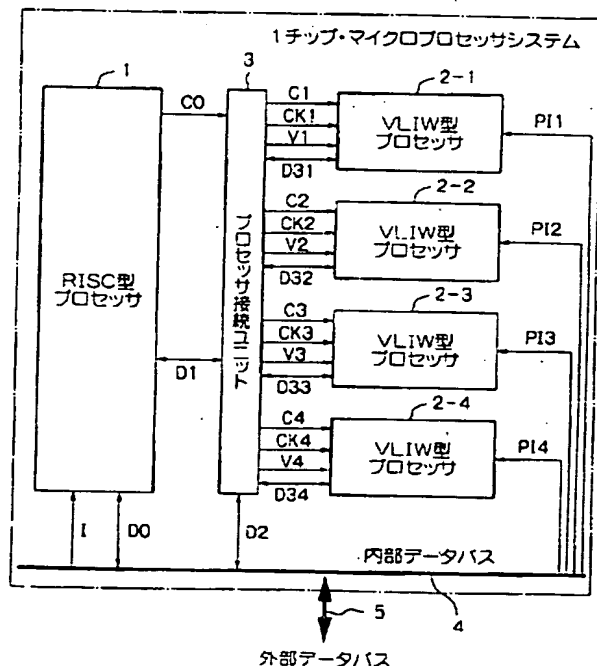 1チップ・マイクロプロセッサシステム
1
3
2-1
C0
C1
CK1
V1
D31
VLIW型
プロセッサ
PI1
2-2
C2
CK2
V2
D32
VLIW型
プロセッサ
PI2
RISC型
プロセッサ
プロセッサ接続ユニット
2-3
C3
CK3
V3
D33
VLIW型
プロセッサ
PI3
D1
2-4
C4
CK4
V4
D34
VLIW型
プロセッサ
PI4
I
D0
D2
内部データバス
5
4
外部データバス